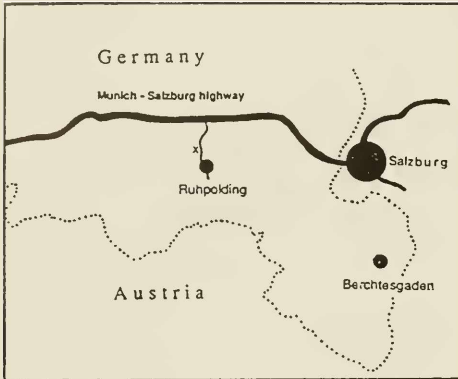 Germany
Munich - Salzburg highway
x
Salzburg
Ruhpolding
Berchtesgaden
Austria